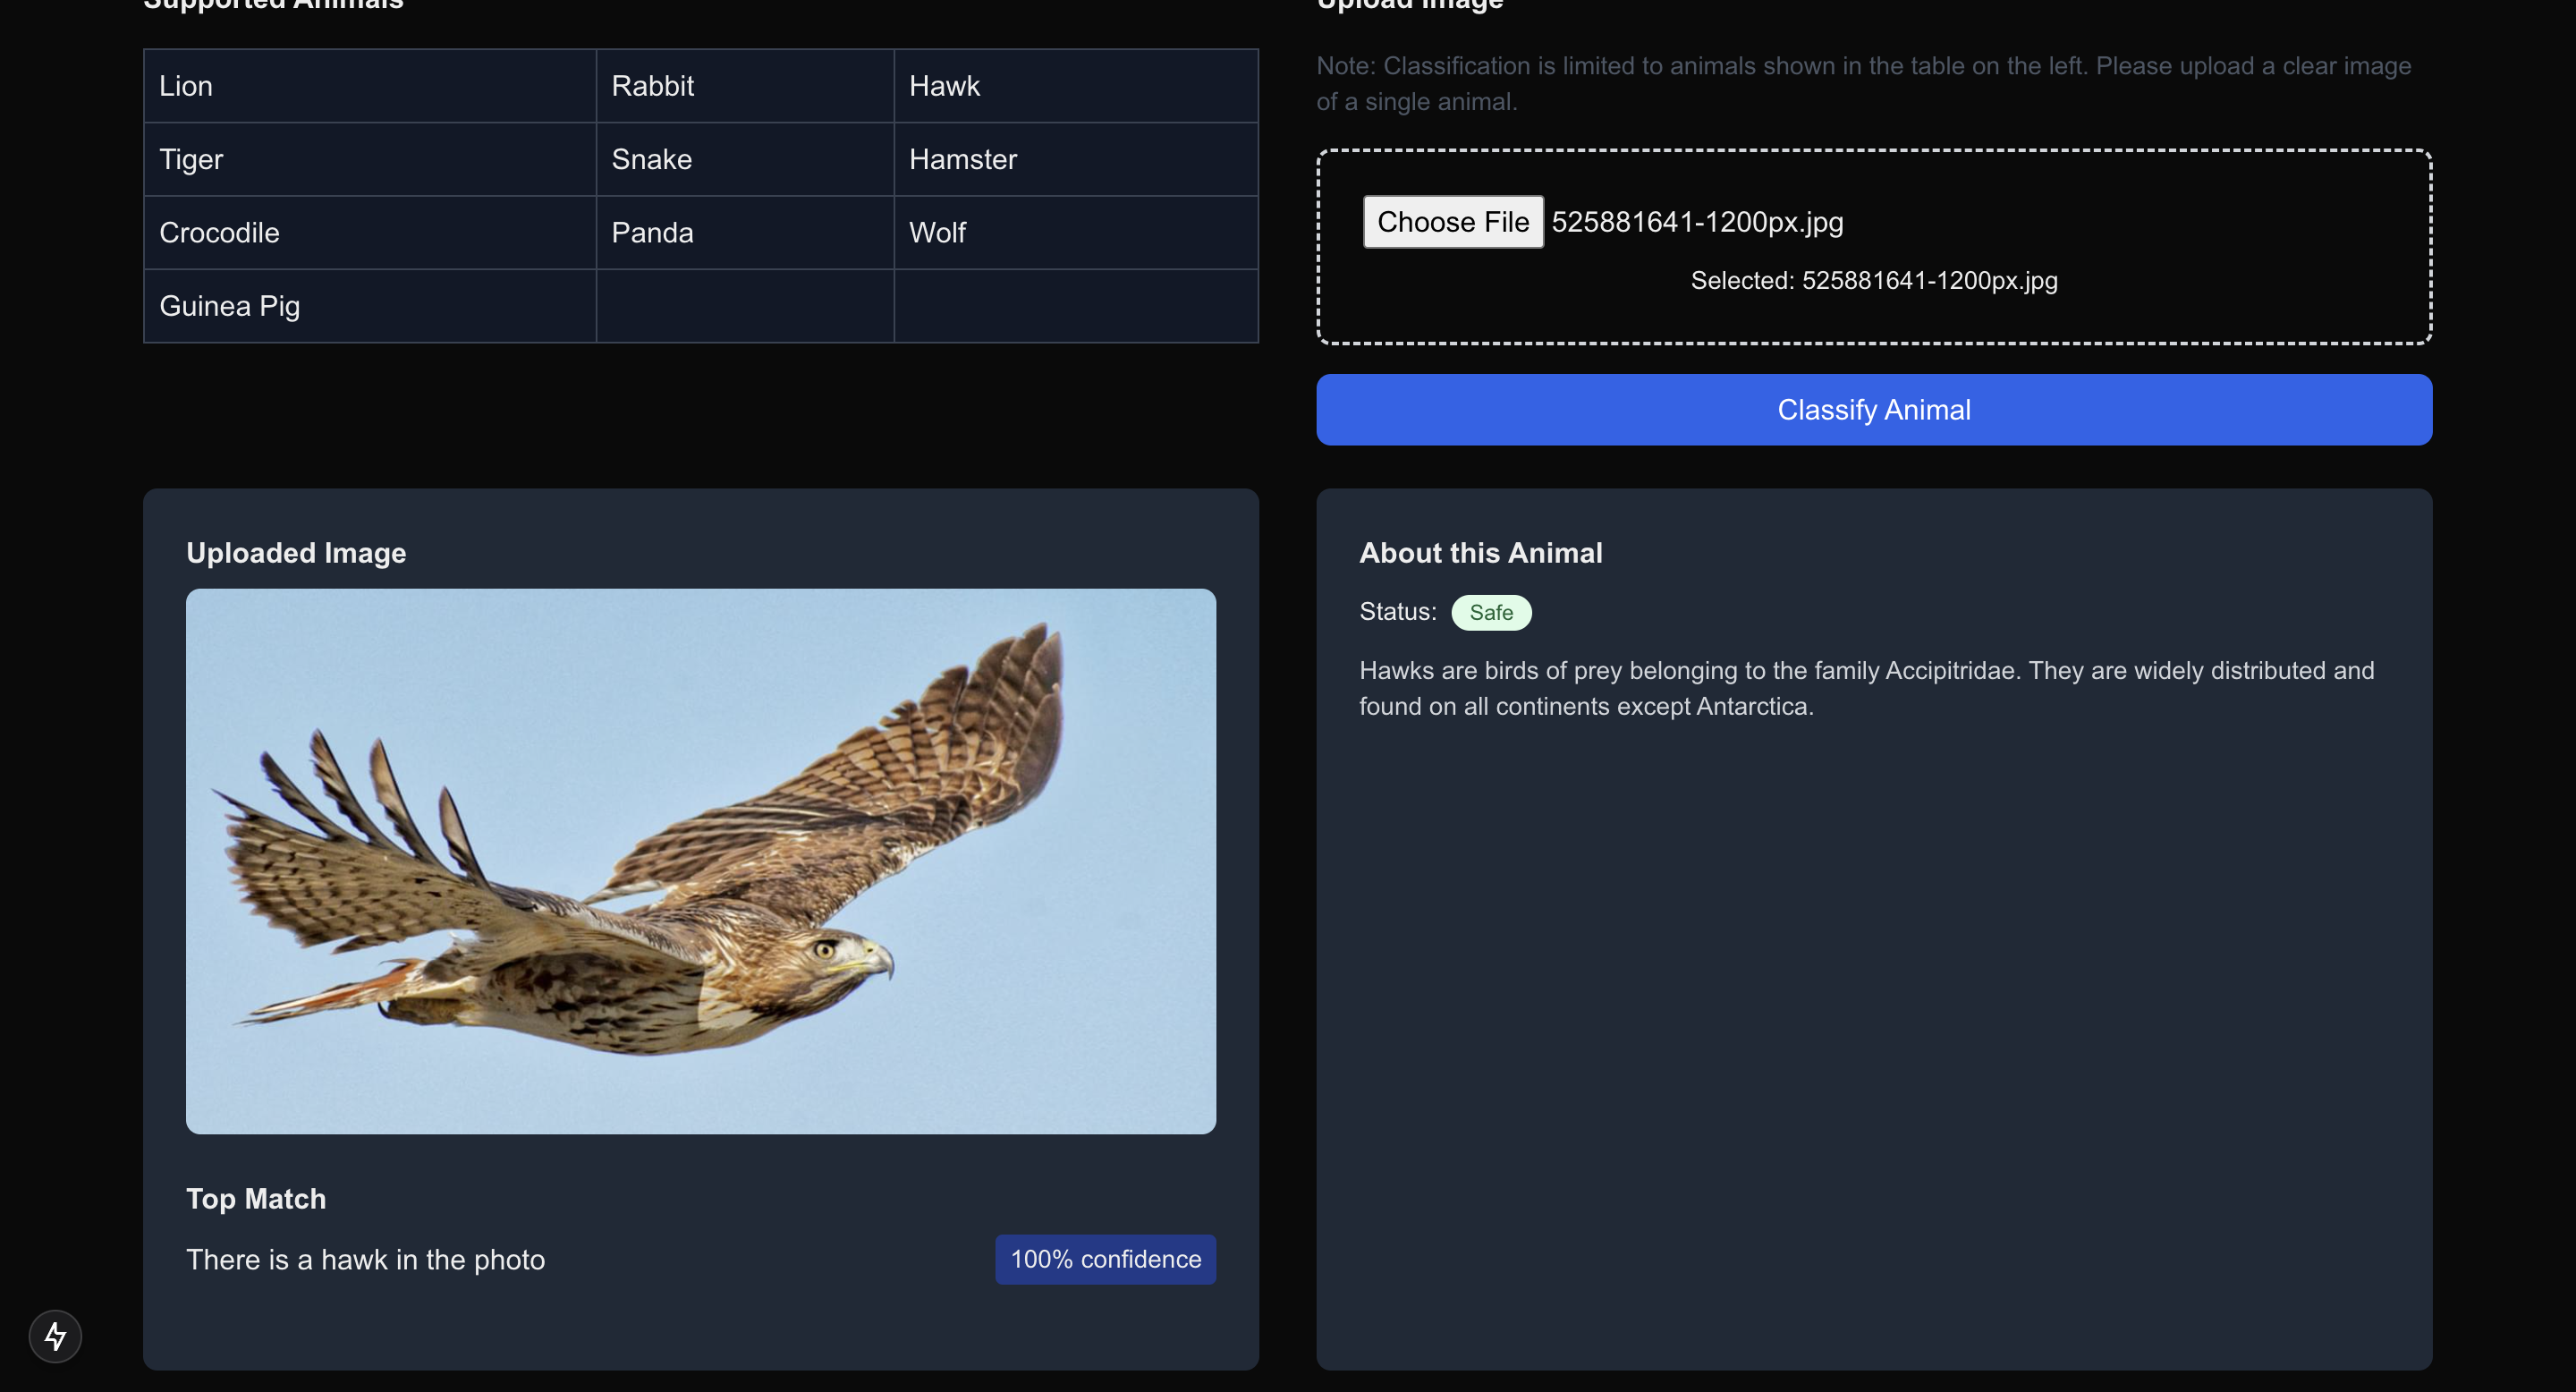 Supported Animals
Upload Image
Lion Rabbit Hawk
Tiger Snake Hamster
Crocodile Panda Wolf
Guinea Pig
Note: Classification is limited to animals shown in the table on the left. Please upload a clear image
of a single animal.
Choose File 525881641-1200px.jpg
Selected: 525881641-1200px.jpg
Classify Animal
Uploaded Image
Top Match
There is a hawk in the photo
100% confidence
About this Animal
Status: Safe
Hawks are birds of prey belonging to the family Accipitridae. They are widely distributed and
found on all continents except Antarctica.